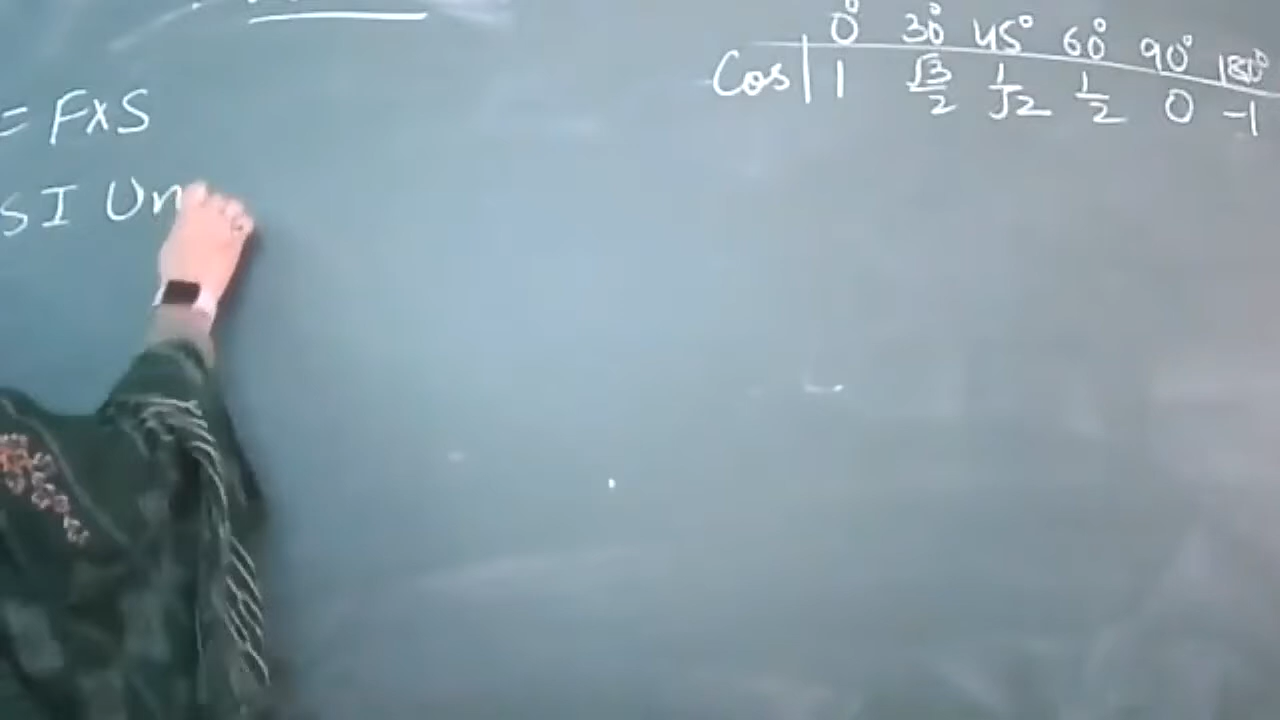 = F×S
SI Un
0° 30° 45° 60° 90° 180°
Cos 1 √3/2 1/√2 1/2 0 -1